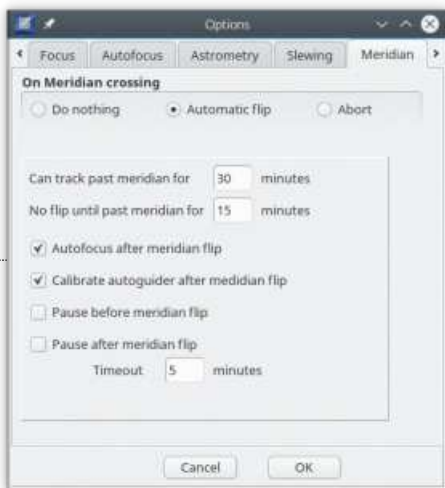 Options
Focus Autofocus Astrometry Slewing Meridian
On Meridian crossing
Do nothing Automatic flip Abort
Can track past meridian for 30 minutes
No flip until past meridian for 15 minutes
Autofocus after meridian flip
Calibrate autoguider after medidian flip
Pause before meridian flip
Pause after meridian flip
Timeout 5 minutes
Cancel OK